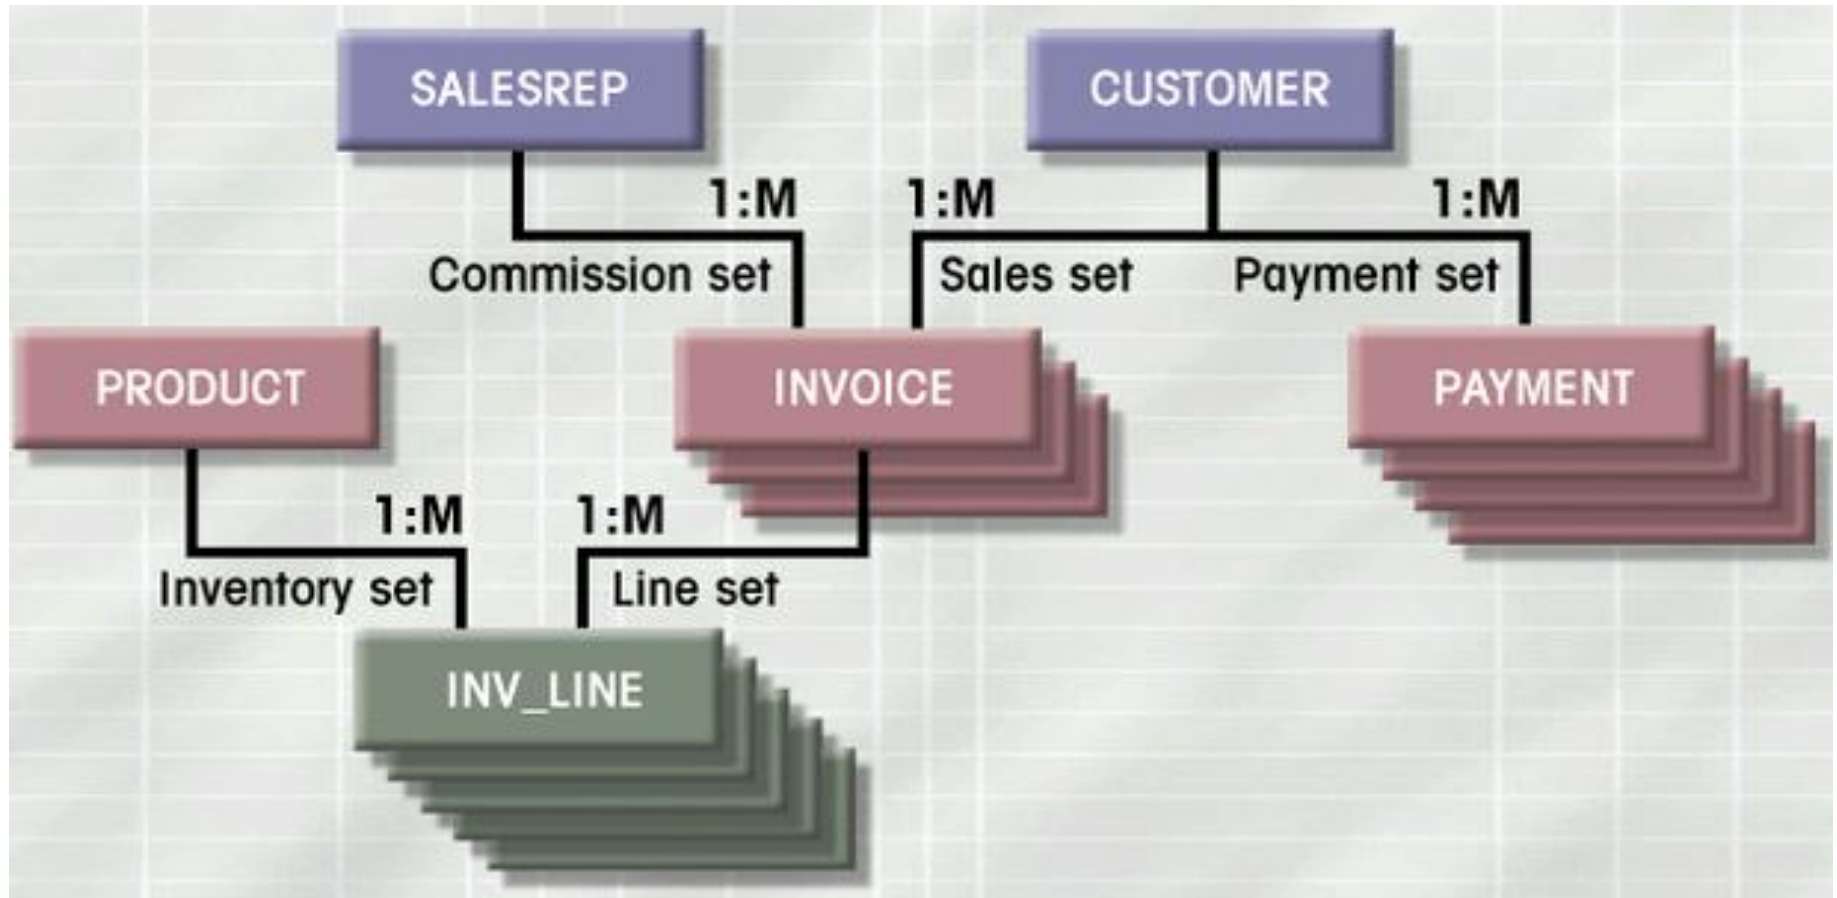 SALESREP
CUSTOMER
1:M
1:M
1:M
Commission set
Sales set
Payment set
PRODUCT
INVOICE
PAYMENT
1:M
1:M
Inventory set
Line set
INV_LINE